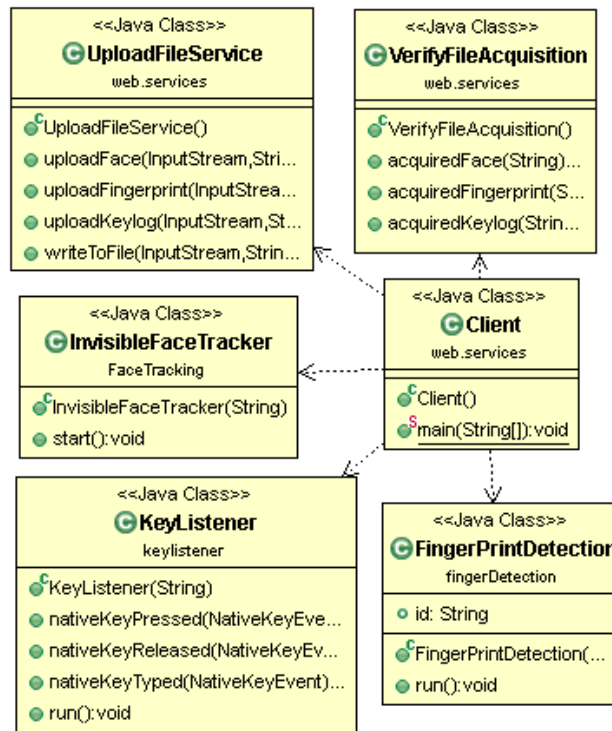 <<Java Class>>
UploadFileService
web.services
UploadFileService()
uploadFace(InputStream,Stri...
uploadFingerprint(InputStrea...
uploadKeylog(InputStream,St...
writeToFile(InputStream,Strin...
<<Java Class>>
VerifyFileAcquisition
web.services
VerifyFileAcquisition()
acquiredFace(String)...
acquiredFingerprint(S...
acquiredKeylog(Strin...
<<Java Class>>
InvisibleFaceTracker
FaceTracking
InvisibleFaceTracker(String)
start():void
<<Java Class>>
Client
web.services
Client()
main(String[]):void
<<Java Class>>
KeyListener
keylistener
KeyListener(String)
nativeKeyPressed(NativeKeyEve...
nativeKeyReleased(NativeKeyEv...
nativeKeyTyped(NativeKeyEvent)...
run():void
<<Java Class>>
FingerPrintDetection
fingerDetection
id: String
FingerPrintDetection(...
run():void